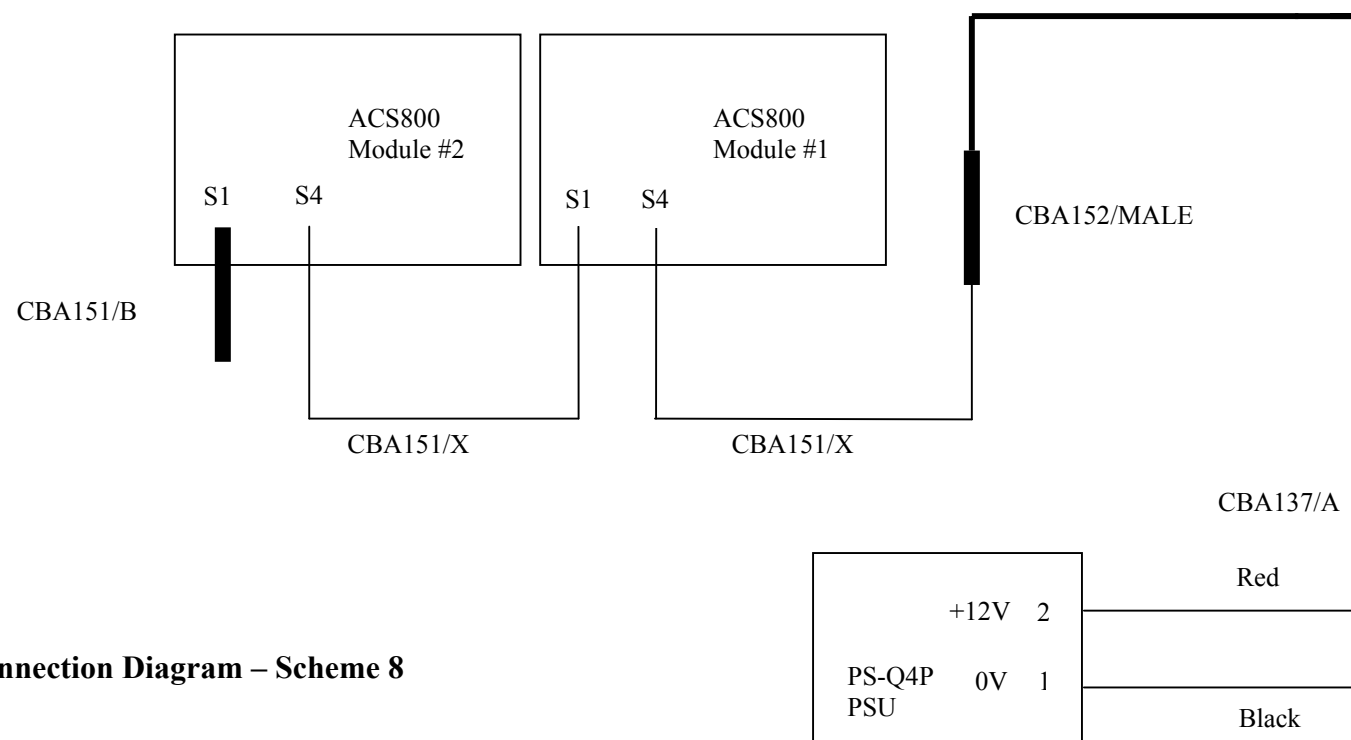 ACS800
Module #2
S1
S4
ACS800
Module #1
S1
S4
CBA152/MALE
CBA151/B
CBA151/X
CBA151/X
CBA137/A
Red
+12V 2
PS-Q4P
PSU
0V 1
Black
nnection Diagram – Scheme 8